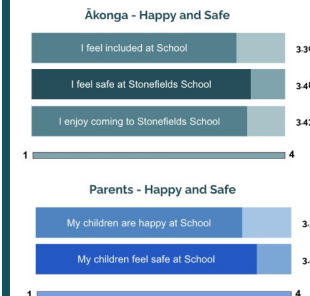 Ākonga - Happy and Safe
I feel included at School
I feel safe at Stonefields School
I enjoy coming to Stonefields School
1 4
Parents - Happy and Safe
My children are happy at School
My children feel safe at School
1 4